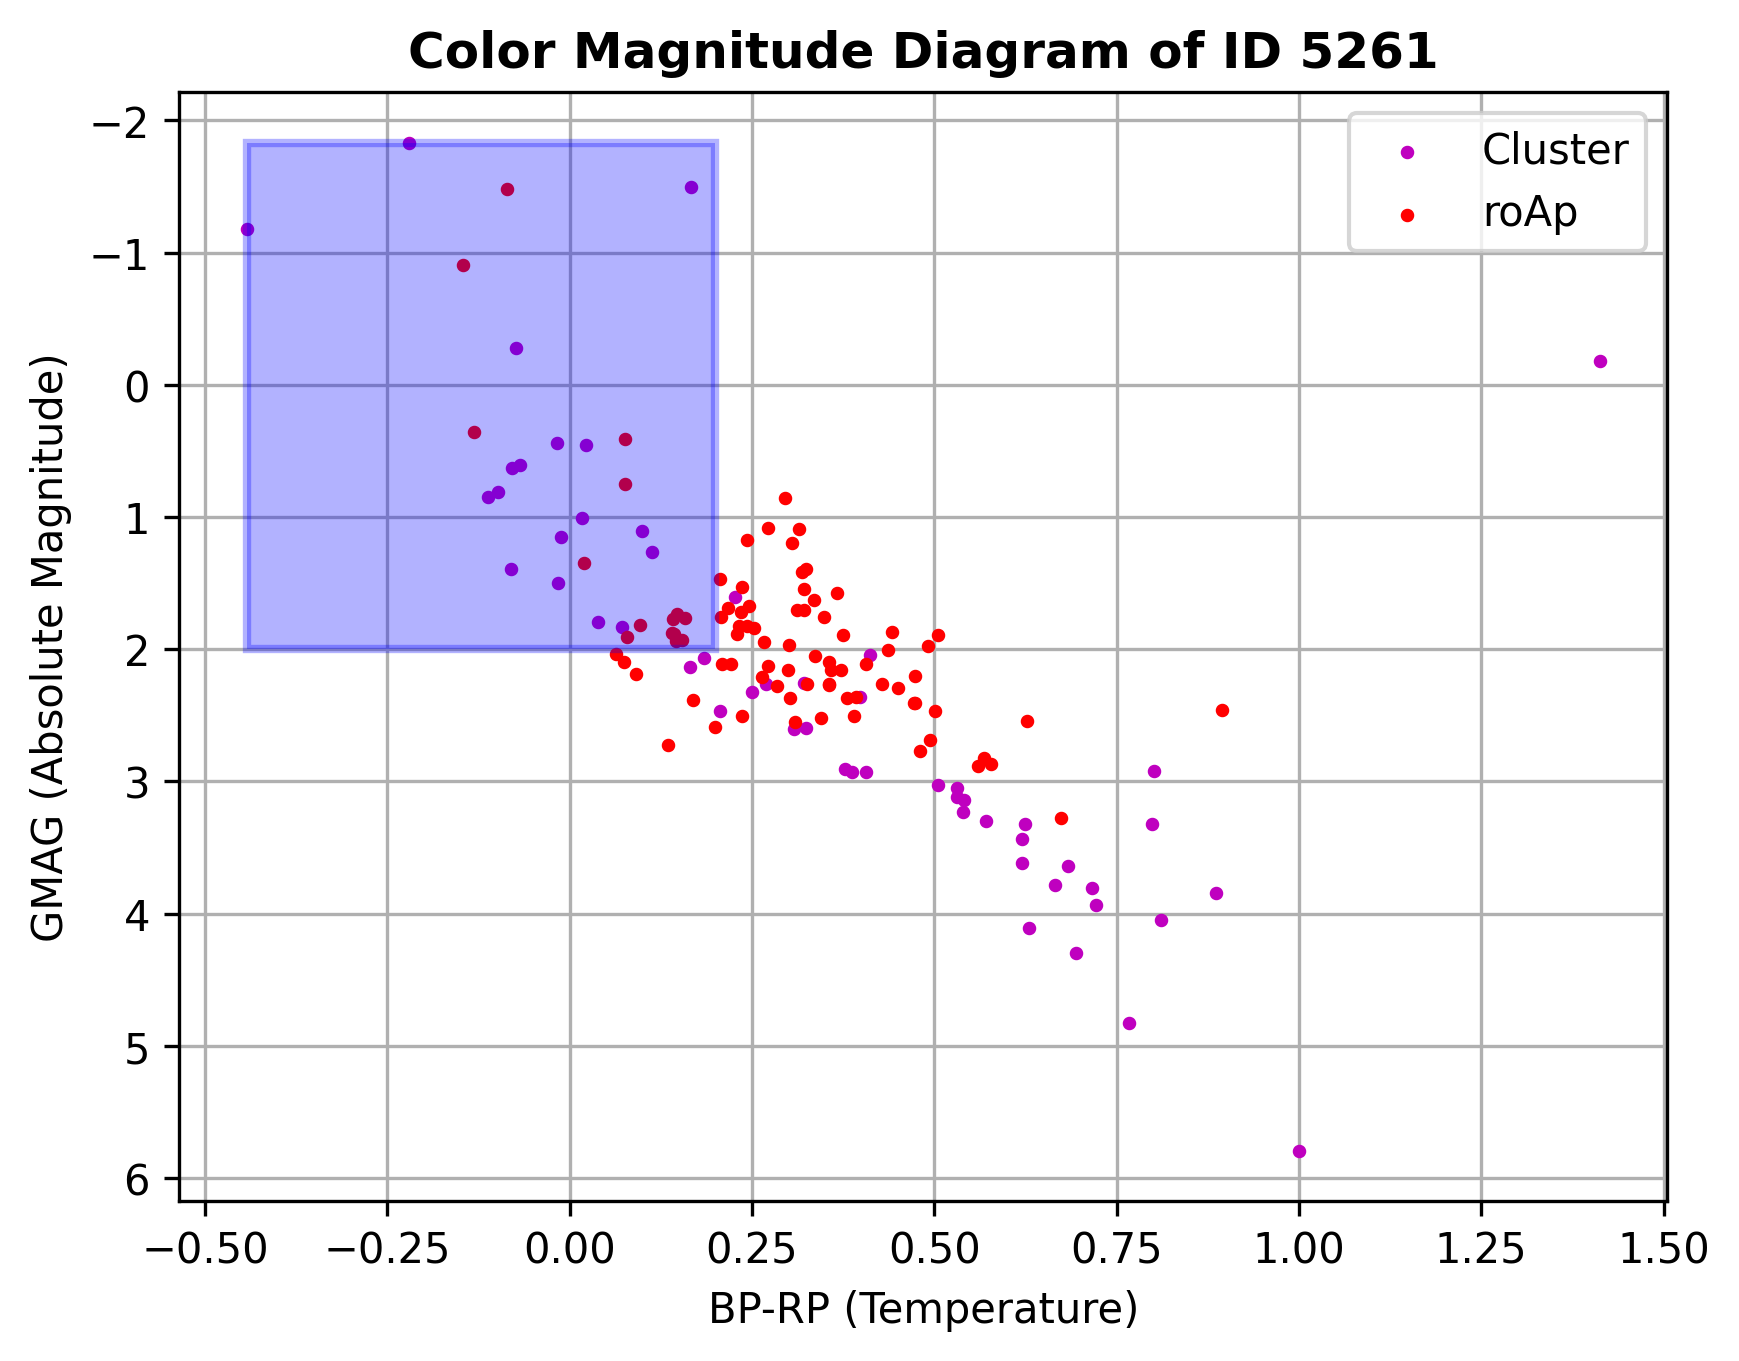 Color Magnitude Diagram of ID 5261
Cluster
roAp
GMAG (Absolute Magnitude)
−2
−1
0
1
2
3
4
5
6
−0.50 −0.25 0.00 0.25 0.50 0.75 1.00 1.25 1.50
BP-RP (Temperature)